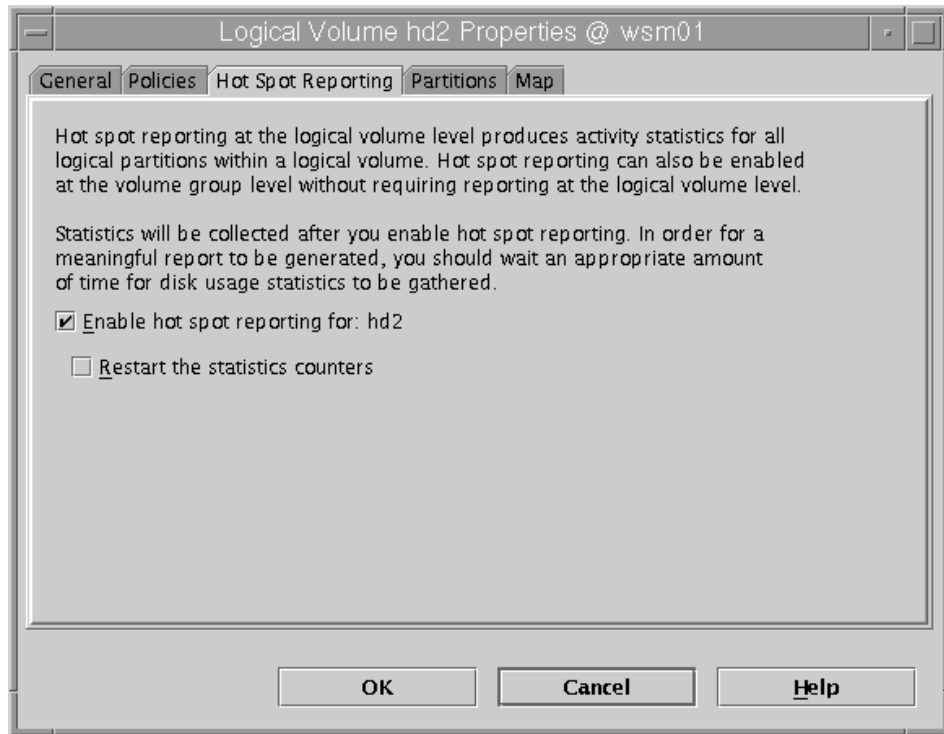 Logical Volume hd2 Properties @ wsm01
General Policies Hot Spot Reporting Partitions Map
Hot spot reporting at the logical volume level produces activity statistics for all
logical partitions within a logical volume. Hot spot reporting can also be enabled
at the volume group level without requiring reporting at the logical volume level.
Statistics will be collected after you enable hot spot reporting. In order for a
meaningful report to be generated, you should wait an appropriate amount
of time for disk usage statistics to be gathered.
Enable hot spot reporting for: hd2
Restart the statistics counters
OK Cancel Help